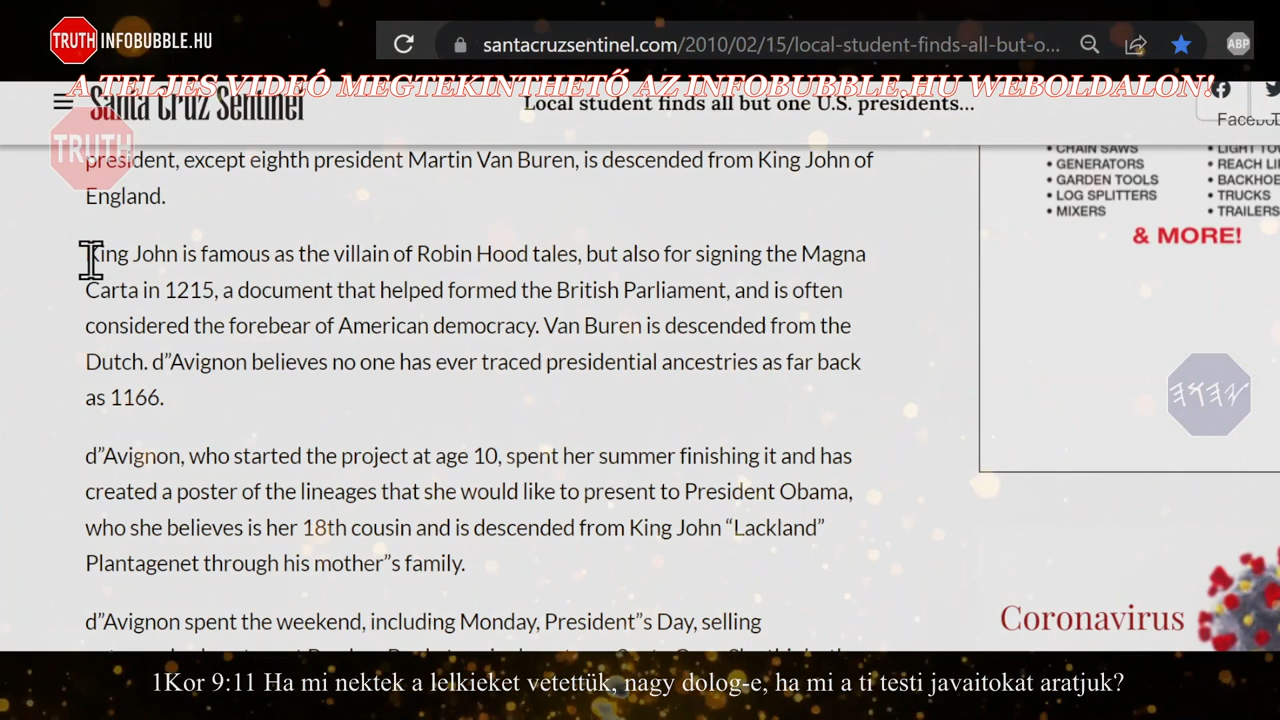 TRUTH INFOBUBBLE.HU
santacruzsentinel.com/2010/02/15/local-student-finds-all-but-o...
ABP
A TELJES VIDEÓ MEGTEKINTHETŐ AZ INFOBUBBLE.HU WEBOLDALON!
Santa Cruz Sentinel
Local student finds all but one U.S. presidents...
TRUTH
president, except eighth president Martin Van Buren, is descended from King John of
England.
King John is famous as the villain of Robin Hood tales, but also for signing the Magna
Carta in 1215, a document that helped formed the British Parliament, and is often
considered the forebear of American democracy. Van Buren is descended from the
Dutch. d”Avignon believes no one has ever traced presidential ancestries as far back
as 1166.
d”Avignon, who started the project at age 10, spent her summer finishing it and has
created a poster of the lineages that she would like to present to President Obama,
who she believes is her 18th cousin and is descended from King John “Lackland”
Plantagenet through his mother”s family.
d”Avignon spent the weekend, including Monday, President”s Day, selling
• CHAIN SAWS
• GENERATORS
• GARDEN TOOLS
• LOG SPLITTERS
• MIXERS
• BACKHOE
• TRUCKS
• TRAILERS
& MORE!
𐤉𐤄𐤅𐤄
Coronavirus
1Kor 9:11 Ha mi nektek a lelkieket vetettük, nagy dolog-e, ha mi a ti testi javaitokat aratjuk?